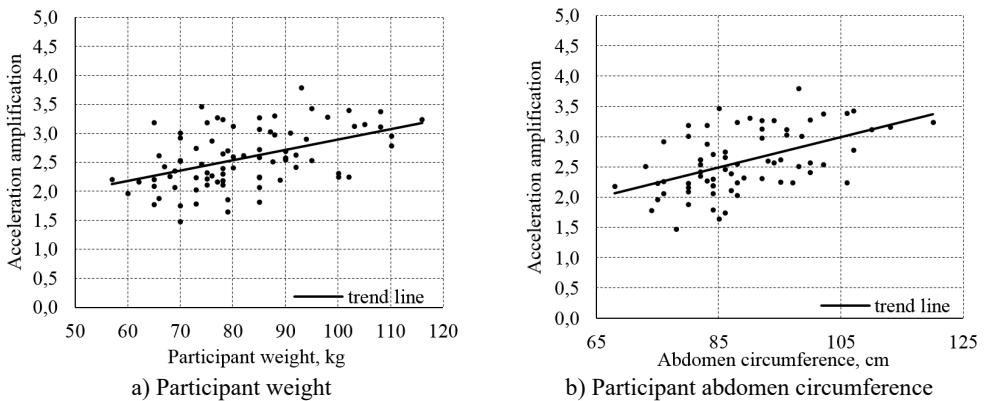 5,0
4,5
4,0
3,5
3,0
2,5
2,0
1,5
1,0
0,5
0,0
Acceleration amplification
trend line
50 60 70 80 90 100 110 120
Participant weight, kg
a) Participant weight
5,0
4,5
4,0
3,5
3,0
2,5
2,0
1,5
1,0
0,5
0,0
Acceleration amplification
trend line
65 85 105 125
Abdomen circumference, cm
b) Participant abdomen circumference